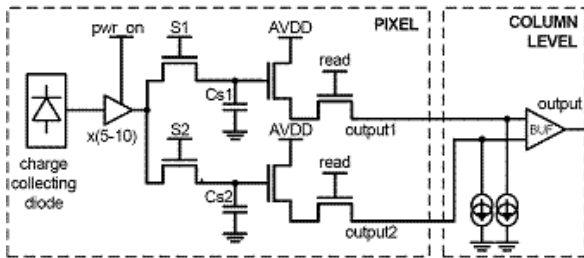 PIXEL
COLUMN
LEVEL
pwr_on
S1
AVDD
read
output
Cs1
output1
x(5-10)
BUF
S2
AVDD
read
charge
collecting
diode
Cs2
output2